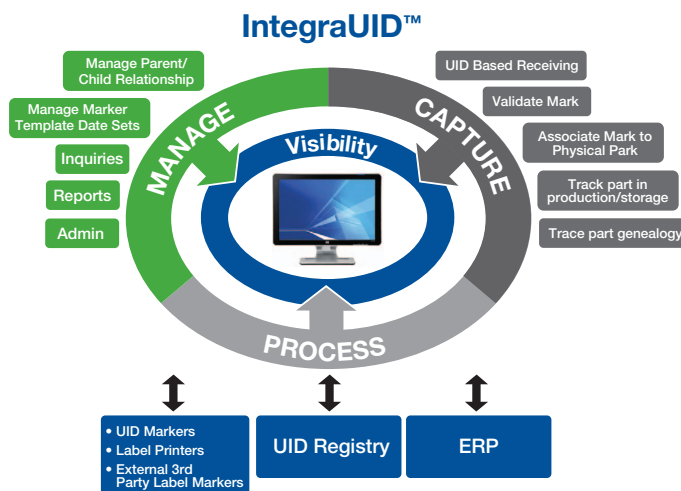 IntegraUID™
Manage Parent/
Child Relationship
Manage Marker
Template Date Sets
Inquiries
Reports
Admin
MANAGE
Visibility
CAPTURE
UID Based Receiving
Validate Mark
Associate Mark to
Physical Park
Track part in
production/storage
Trace part genealogy
PROCESS
• UID Markers
• Label Printers
• External 3rd
Party Label Markers
UID Registry
ERP